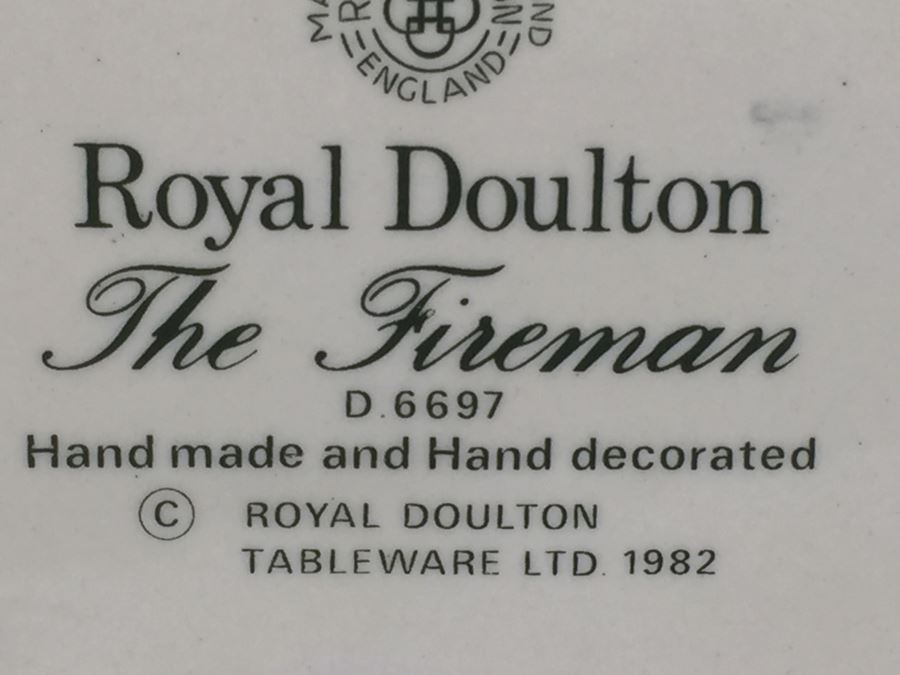 ENGLAND
Royal Doulton
The Fireman
D.6697
Hand made and Hand decorated
© ROYAL DOULTON
TABLEWARE LTD. 1982